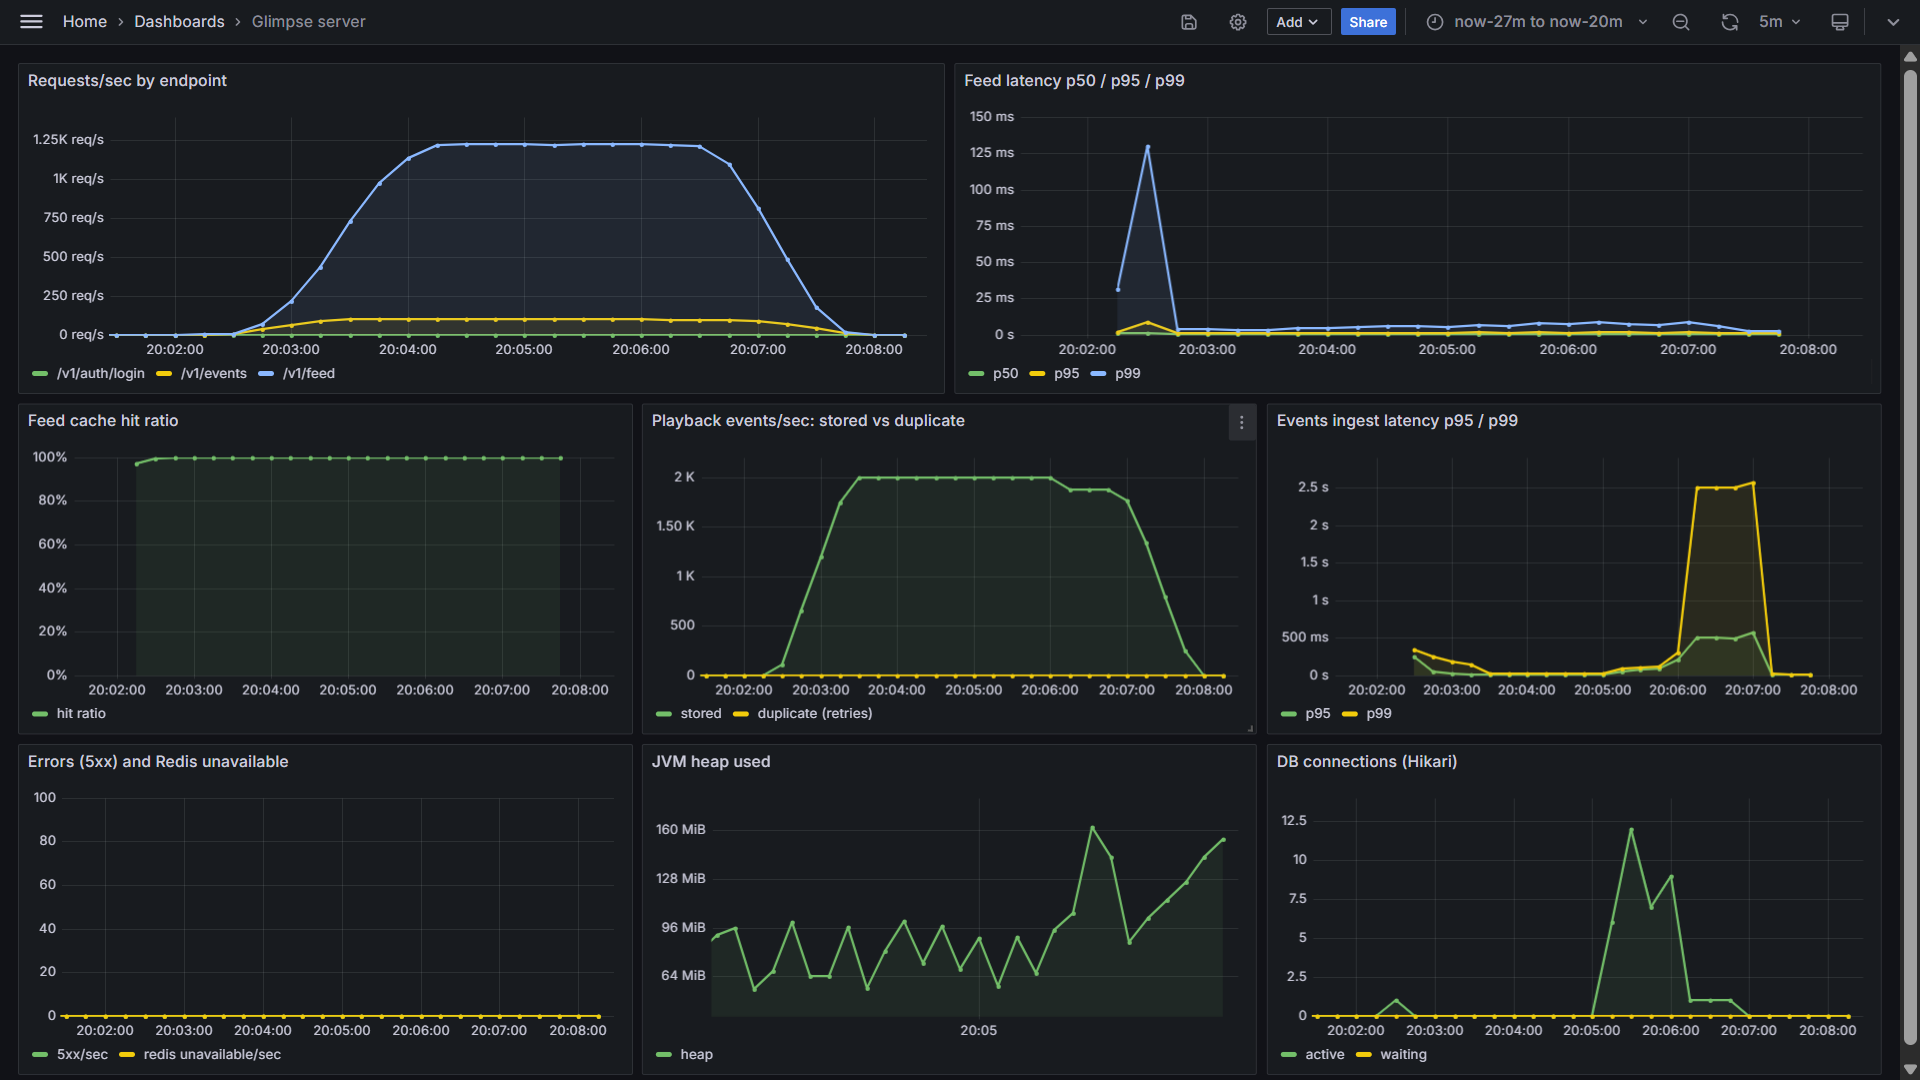 Home › Dashboards › Glimpse server
Add
Share
now-27m to now-20m
5m
Requests/sec by endpoint
1.25K req/s
1K req/s
750 req/s
500 req/s
250 req/s
0 req/s
20:02:00 20:03:00 20:04:00 20:05:00 20:06:00 20:07:00 20:08:00
/v1/auth/login /v1/events /v1/feed
Feed latency p50 / p95 / p99
150 ms
125 ms
100 ms
75 ms
50 ms
25 ms
0 s
20:02:00 20:03:00 20:04:00 20:05:00 20:06:00 20:07:00 20:08:00
p50 p95 p99
Feed cache hit ratio
100%
80%
60%
40%
20%
0%
20:02:00 20:03:00 20:04:00 20:05:00 20:06:00 20:07:00 20:08:00
hit ratio
Playback events/sec: stored vs duplicate
2 K
1.50 K
1 K
500
0
20:02:00 20:03:00 20:04:00 20:05:00 20:06:00 20:07:00 20:08:00
stored duplicate (retries)
Events ingest latency p95 / p99
2.5 s
2 s
1.5 s
1 s
500 ms
0 s
20:02:00 20:03:00 20:04:00 20:05:00 20:06:00 20:07:00 20:08:00
p95 p99
Errors (5xx) and Redis unavailable
100
80
60
40
20
0
20:02:00 20:03:00 20:04:00 20:05:00 20:06:00 20:07:00 20:08:00
5xx/sec redis unavailable/sec
JVM heap used
160 MiB
128 MiB
96 MiB
64 MiB
20:05
heap
DB connections (Hikari)
12.5
10
7.5
5
2.5
0
20:02:00 20:03:00 20:04:00 20:05:00 20:06:00 20:07:00 20:08:00
active waiting